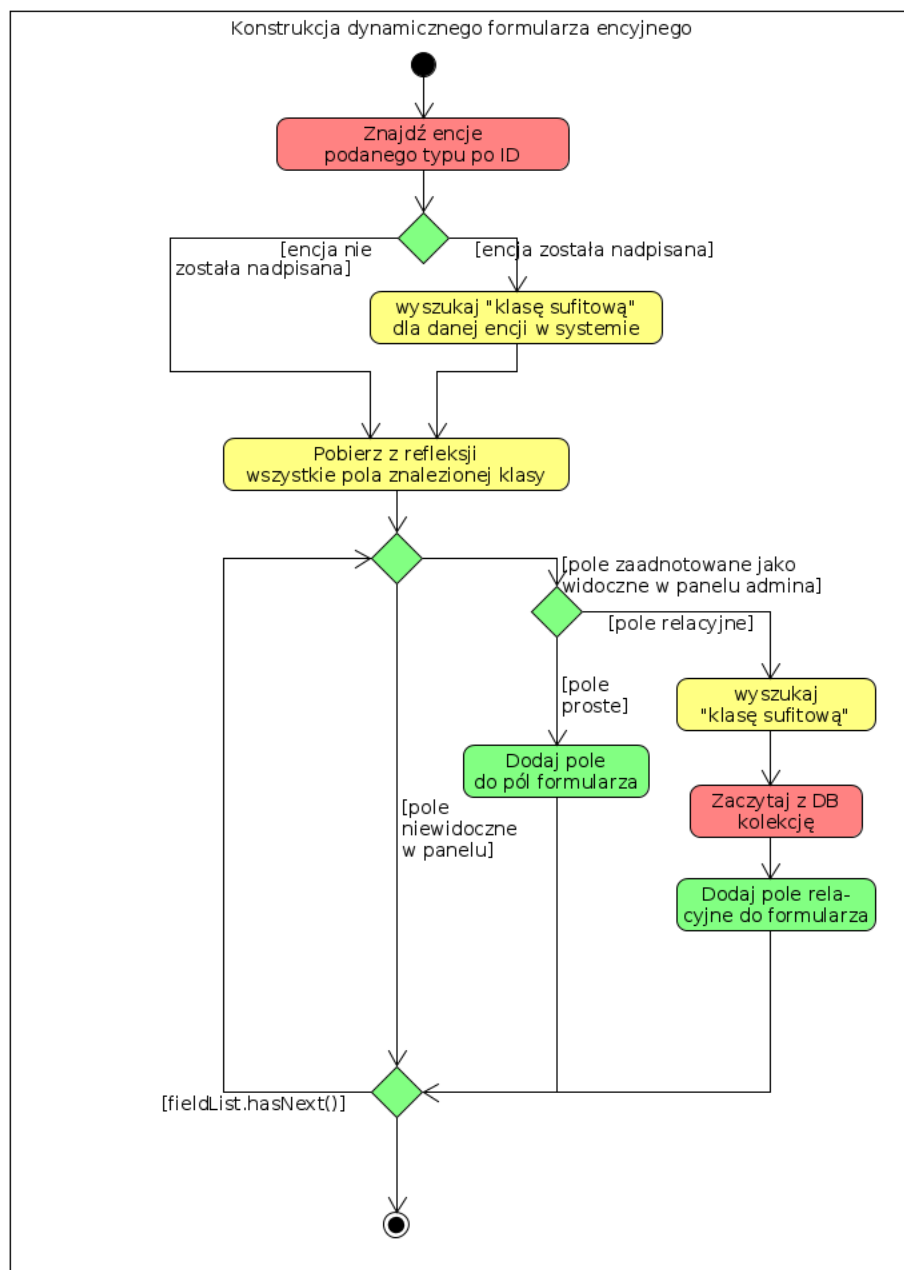 Konstrukcja dynamicznego formularza encyjnego
Znajdź encje
podanego typu po ID
[encja nie
została nadpisana]
[encja została nadpisana]
wyszukaj "klasę sufitową"
dla danej encji w systemie
Pobierz z refleksji
wszystkie pola znalezionej klasy
[pole zaadnotowane jako
widoczne w panelu admina]
[pole relacyjne]
[pole
proste]
wyszukaj
"klasę sufitową"
Dodaj pole
do pól formularza
Zaczytaj z DB
kolekcję
[pole
niewidoczne
w panelu]
Dodaj pole rela-
cyjne do formularza
[fieldList.hasNext()]